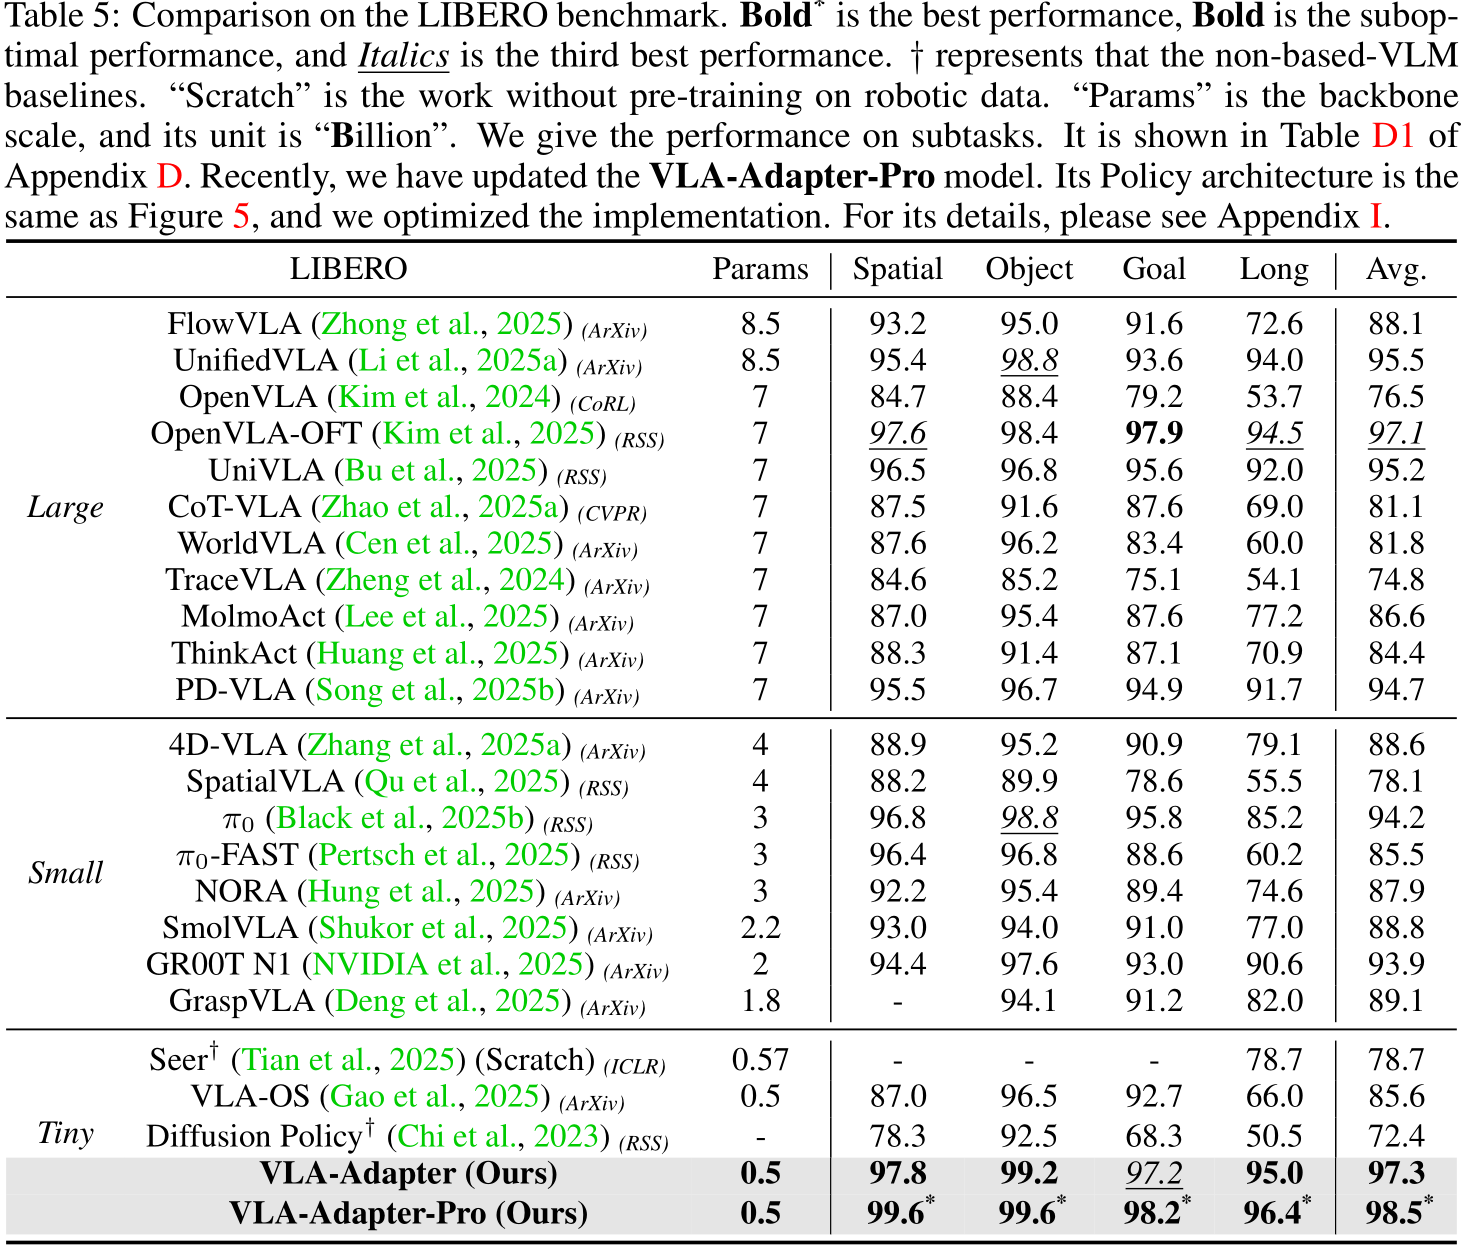 Table 5: Comparison on the LIBERO benchmark. Bold* is the best performance, Bold is the subop-
timal performance, and Italics is the third best performance. † represents that the non-based-VLM
baselines. “Scratch” is the work without pre-training on robotic data. “Params” is the backbone
scale, and its unit is “Billion”. We give the performance on subtasks. It is shown in Table D1 of
Appendix D. Recently, we have updated the VLA-Adapter-Pro model. Its Policy architecture is the
same as Figure 5, and we optimized the implementation. For its details, please see Appendix I.
LIBERO Params Spatial Object Goal Long Avg.
FlowVLA (Zhong et al., 2025) (ArXiv) 8.5 93.2 95.0 91.6 72.6 88.1
UnifiedVLA (Li et al., 2025a) (ArXiv) 8.5 95.4 98.8 93.6 94.0 95.5
OpenVLA (Kim et al., 2024) (CoRL) 7 84.7 88.4 79.2 53.7 76.5
OpenVLA-OFT (Kim et al., 2025) (RSS) 7 97.6 98.4 97.9 94.5 97.1
UniVLA (Bu et al., 2025) (RSS) 7 96.5 96.8 95.6 92.0 95.2
Large CoT-VLA (Zhao et al., 2025a) (CVPR) 7 87.5 91.6 87.6 69.0 81.1
WorldVLA (Cen et al., 2025) (ArXiv) 7 87.6 96.2 83.4 60.0 81.8
TraceVLA (Zheng et al., 2024) (ArXiv) 7 84.6 85.2 75.1 54.1 74.8
MolmoAct (Lee et al., 2025) (ArXiv) 7 87.0 95.4 87.6 77.2 86.6
ThinkAct (Huang et al., 2025) (ArXiv) 7 88.3 91.4 87.1 70.9 84.4
PD-VLA (Song et al., 2025b) (ArXiv) 7 95.5 96.7 94.9 91.7 94.7
4D-VLA (Zhang et al., 2025a) (ArXiv) 4 88.9 95.2 90.9 79.1 88.6
SpatialVLA (Qu et al., 2025) (RSS) 4 88.2 89.9 78.6 55.5 78.1
π0 (Black et al., 2025b) (RSS) 3 96.8 98.8 95.8 85.2 94.2
π0-FAST (Pertsch et al., 2025) (RSS) 3 96.4 96.8 88.6 60.2 85.5
Small NORA (Hung et al., 2025) (ArXiv) 3 92.2 95.4 89.4 74.6 87.9
SmolVLA (Shukor et al., 2025) (ArXiv) 2.2 93.0 94.0 91.0 77.0 88.8
GR00T N1 (NVIDIA et al., 2025) (ArXiv) 2 94.4 97.6 93.0 90.6 93.9
GraspVLA (Deng et al., 2025) (ArXiv) 1.8 - 94.1 91.2 82.0 89.1
Seer† (Tian et al., 2025) (Scratch) (ICLR) 0.57 - - - 78.7 78.7
VLA-OS (Gao et al., 2025) (ArXiv) 0.5 87.0 96.5 92.7 66.0 85.6
Tiny Diffusion Policy† (Chi et al., 2023) (RSS) - 78.3 92.5 68.3 50.5 72.4
VLA-Adapter (Ours) 0.5 97.8 99.2 97.2 95.0 97.3
VLA-Adapter-Pro (Ours) 0.5 99.6* 99.6* 98.2* 96.4* 98.5*